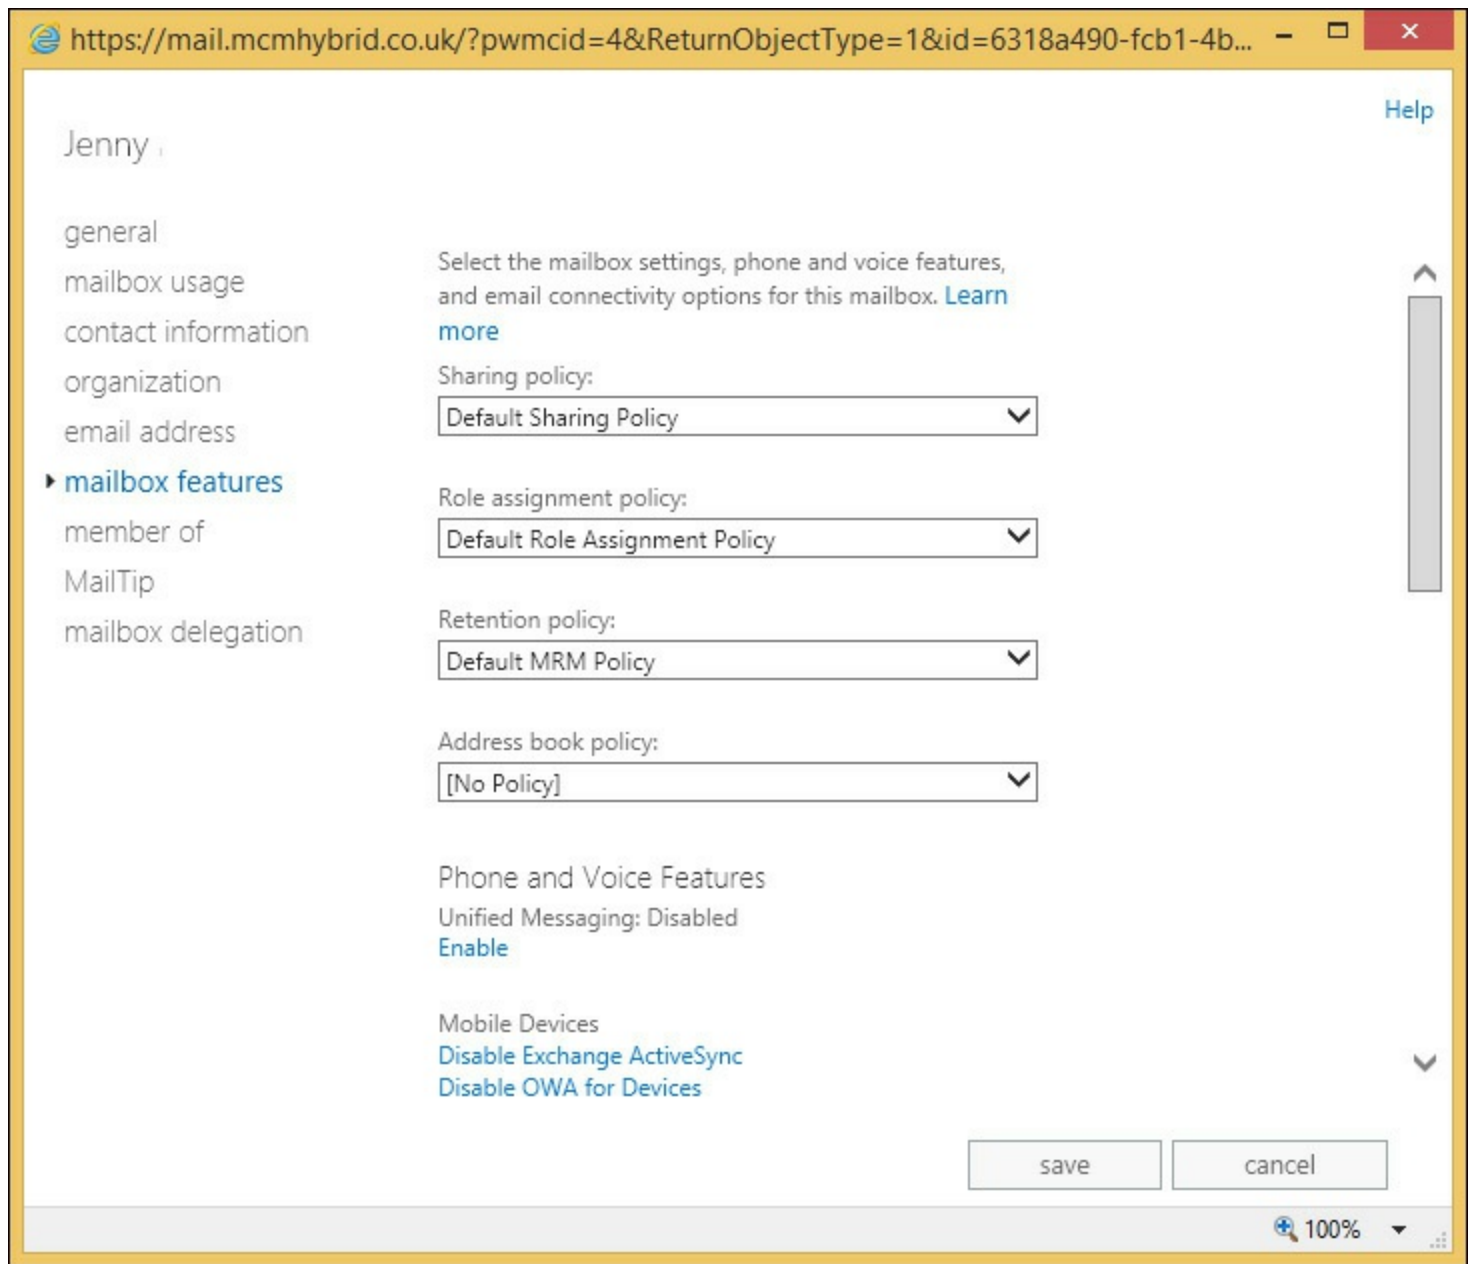 https://mail.mcmhybrid.co.uk/?pwmcid=4&ReturnObjectType=1&id=6318a490-fcb1-4b...
Help
Jenny
general
mailbox usage
contact information
organization
email address
mailbox features
member of
MailTip
mailbox delegation
Select the mailbox settings, phone and voice features,
and email connectivity options for this mailbox. Learn
more
Sharing policy:
Default Sharing Policy
Role assignment policy:
Default Role Assignment Policy
Retention policy:
Default MRM Policy
Address book policy:
[No Policy]
Phone and Voice Features
Unified Messaging: Disabled
Enable
Mobile Devices
Disable Exchange ActiveSync
Disable OWA for Devices
save
cancel
100%